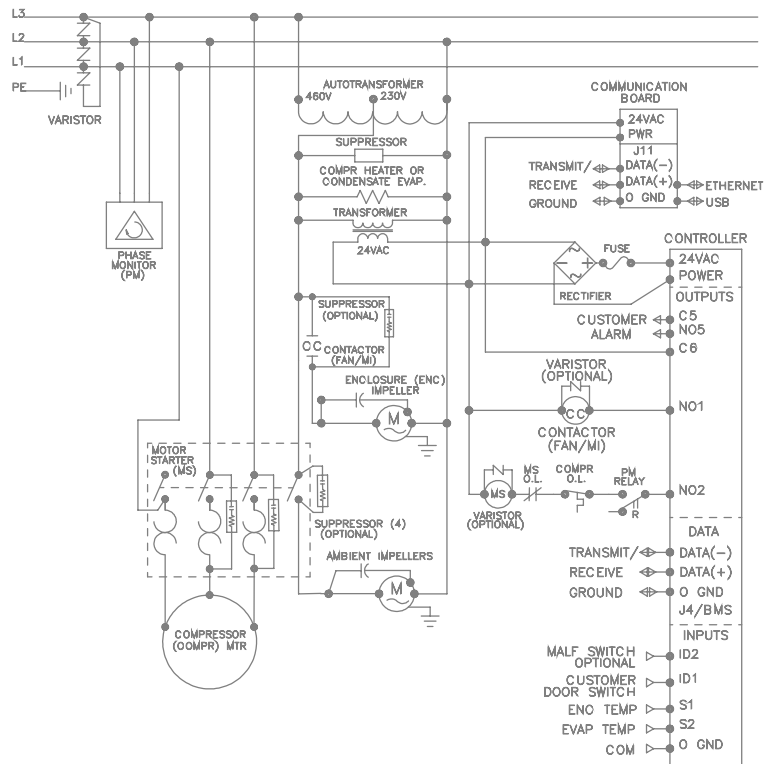 L3
L2
L1
PE
VARISTOR
AUTOTRANSFORMER
460V
230V
SUPPRESSOR
COMPR HEATER OR
CONDENSATE EVAP.
TRANSFORMER
24VAC
COMMUNICATION
BOARD
24VAC
PWR
J11
TRANSMIT/
DATA(-)
RECEIVE
DATA(+)
ETHERNET
GROUND
O GND
USB
PHASE
MONITOR
(PM)
FUSE
RECTIFIER
CONTROLLER
24VAC
POWER
OUTPUTS
CUSTOMER
ALARM
C5
NO5
C6
SUPPRESSOR
(OPTIONAL)
CC
CONTACTOR
(FAN/MI)
ENCLOSURE (ENC)
IMPELLER
M
VARISTOR
(OPTIONAL)
CC
NO1
CONTACTOR
(FAN/MI)
MOTOR
STARTER
(MS)
MS
O.L.
COMPR
O.L.
PM
RELAY
MS
R
NO2
VARISTOR
(OPTIONAL)
SUPPRESSOR (4)
(OPTIONAL)
AMBIENT IMPELLERS
M
DATA
TRANSMIT/
DATA(-)
RECEIVE
DATA(+)
GROUND
O GND
J4/BMS
COMPRESSOR
(COMPR) MTR
INPUTS
MALF SWITCH
OPTIONAL
ID2
CUSTOMER
DOOR SWITCH
ID1
ENC TEMP
S1
EVAP TEMP
S2
COM
O GND